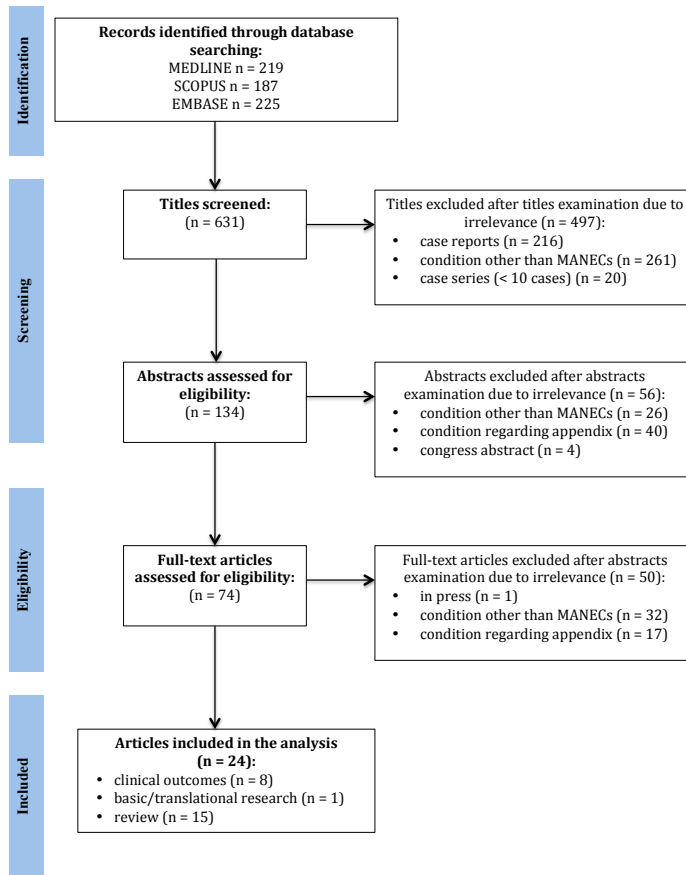 Identification
Records identified through database
searching:
MEDLINE n = 219
SCOPUS n = 187
EMBASE n = 225
Screening
Titles screened:
(n = 631)
Titles excluded after titles examination due to
irrelevance (n = 497):
• case reports (n = 216)
• condition other than MANECs (n = 261)
• case series (< 10 cases) (n = 20)
Abstracts assessed for
eligibility:
(n = 134)
Abstracts excluded after abstracts
examination due to irrelevance (n = 56):
• condition other than MANECs (n = 26)
• condition regarding appendix (n = 40)
• congress abstract (n = 4)
Eligibility
Full-text articles
assessed for eligibility:
(n = 74)
Full-text articles excluded after abstracts
examination due to irrelevance (n = 50):
• in press (n = 1)
• condition other than MANECs (n = 32)
• condition regarding appendix (n = 17)
Included
Articles included in the analysis
(n = 24):
• clinical outcomes (n = 8)
• basic/translational research (n = 1)
• review (n = 15)